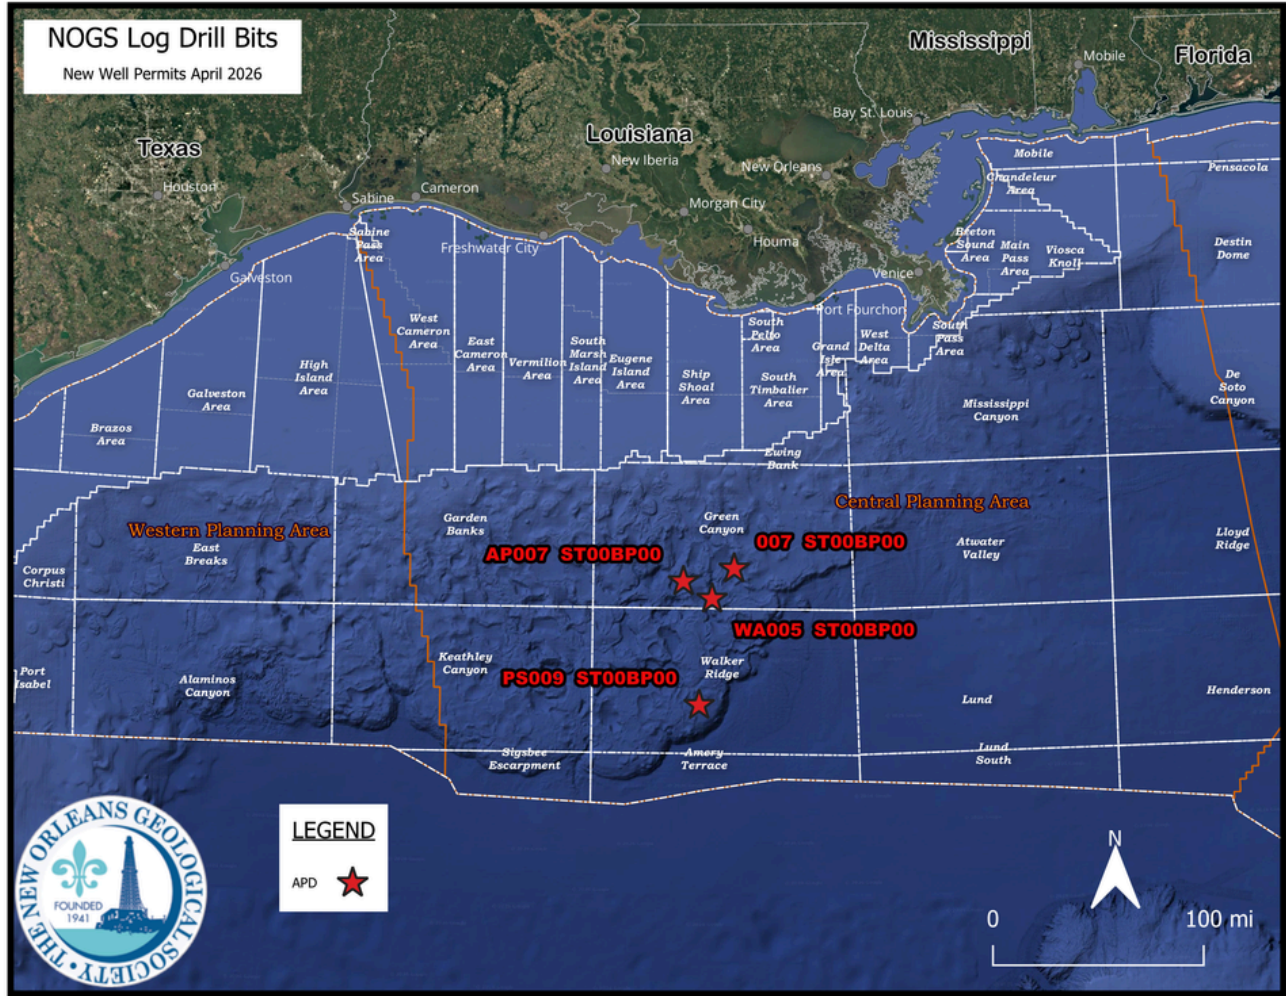 NOGS Log Drill Bits
New Well Permits April 2026
Mississippi
Mobile
Florida
Bay St. Louis
Louisiana
Texas
New Iberia
New Orleans
Mobile
Pensacola
Chandeleur
Area
Houston
Sabine
Cameron
Morgan City
Houma
Sabine
Pass
Area
Freshwater City
Breton
Sound
Area
Main
Pass
Area
Viosca
Knoll
Destin
Dome
Galveston
Venice
Port Fourchon
West
Cameron
Area
East
Cameron
Area
Vermilion
Area
South
Marsh
Island
Area
Eugene
Island
Area
Ship
Shoal
Area
South
Pelto
Area
South
Timbalier
Area
Grand
Isle
Area
West
Delta
Area
South
Pass
Area
High
Island
Area
Galveston
Area
Brazos
Area
Mississippi
Canyon
De
Soto
Canyon
Ewing
Bank
Western Planning Area
Central Planning Area
East
Breaks
Garden
Banks
Green
Canyon
Atwater
Valley
Lloyd
Ridge
Corpus
Christi
AP007 ST00BP00
007 ST00BP00
WA005 ST00BP00
PS009 ST00BP00
Port
Isabel
Alaminos
Canyon
Keathley
Canyon
Walker
Ridge
Lund
Henderson
Sigsbee
Escarpment
Amery
Terrace
Lund
South
THE NEW ORLEANS GEOLOGICAL SOCIETY
FOUNDED
1941
LEGEND
APD
N
0 100 mi